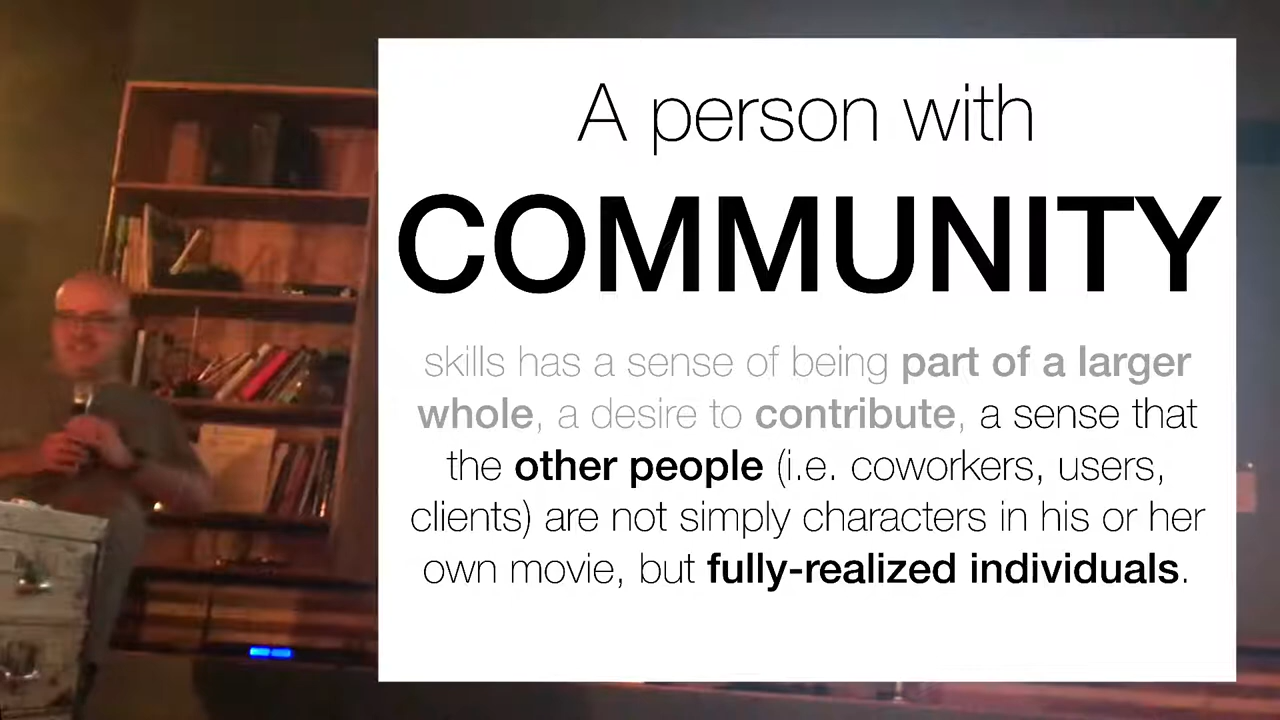 A person with
COMMUNITY
skills has a sense of being part of a larger
whole, a desire to contribute, a sense that
the other people (i.e. coworkers, users,
clients) are not simply characters in his or her
own movie, but fully-realized individuals.